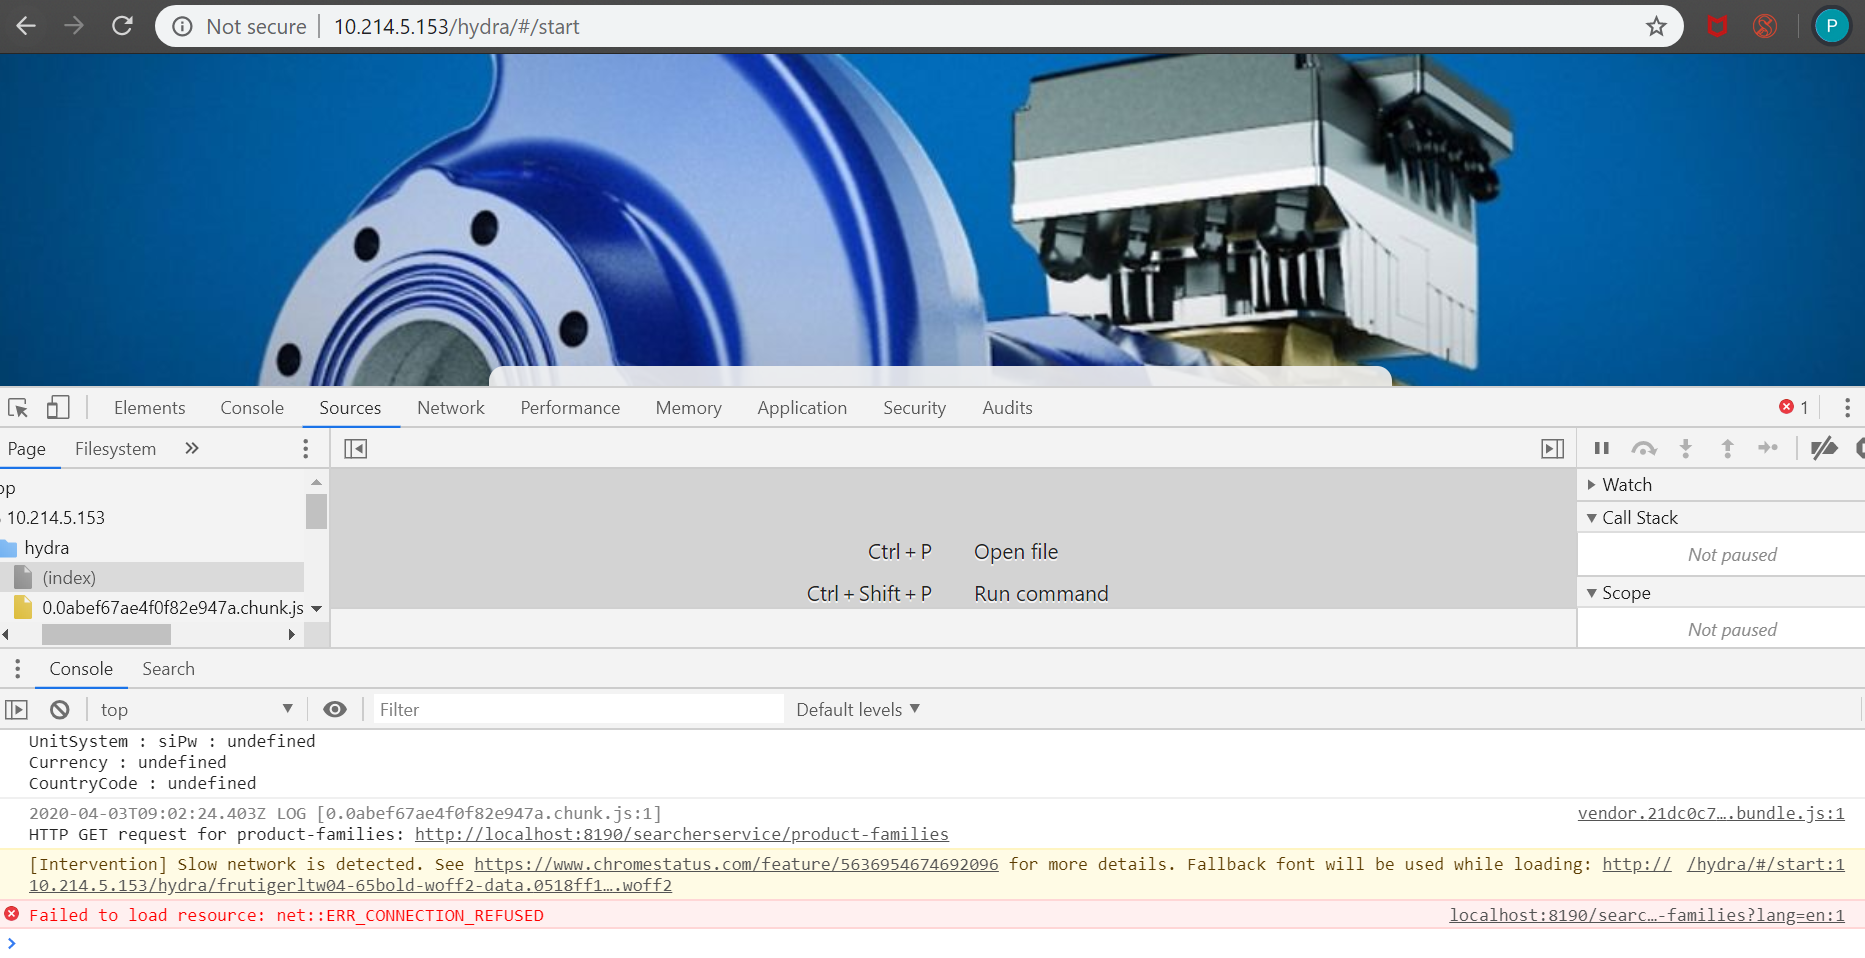 Not secure | 10.214.5.153/hydra/#/start
P
Elements Console Sources Network Performance Memory Application Security Audits 1
Page Filesystem »
op
10.214.5.153
hydra
(index)
0.0abef67ae4f0f82e947a.chunk.js
Ctrl + P Open file
Ctrl + Shift + P Run command
Watch
Call Stack
Not paused
Scope
Not paused
Console Search
top Filter Default levels
UnitSystem : siPw : undefined
Currency : undefined
CountryCode : undefined
2020-04-03T09:02:24.403Z LOG [0.0abef67ae4f0f82e947a.chunk.js:1] vendor.21dc0c7….bundle.js:1
HTTP GET request for product-families: http://localhost:8190/searcherservice/product-families
[Intervention] Slow network is detected. See https://www.chromestatus.com/feature/5636954674692096 for more details. Fallback font will be used while loading: http:// /hydra/#/start:1
10.214.5.153/hydra/frutigerltw04-65bold-woff2-data.0518ff1….woff2
Failed to load resource: net::ERR_CONNECTION_REFUSED localhost:8190/searc…-families?lang=en:1